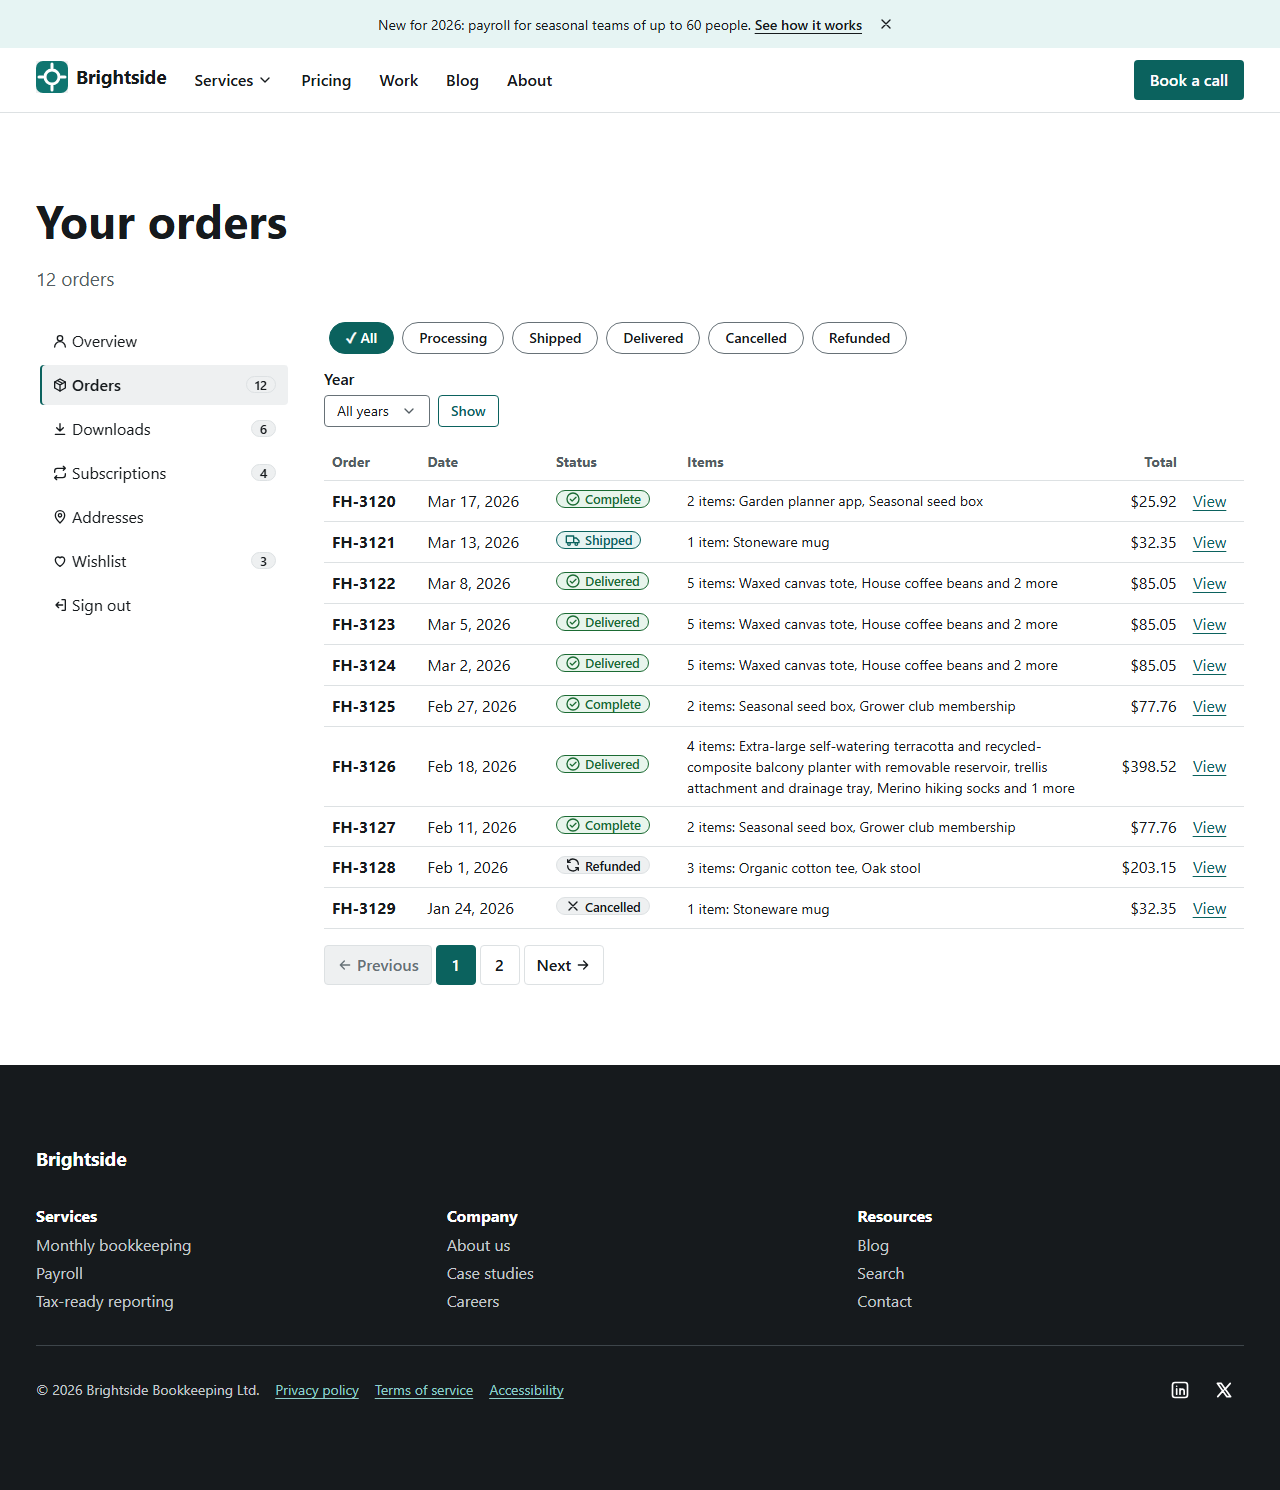 New for 2026: payroll for seasonal teams of up to 60 people. See how it works
Brightside
Services
Pricing
Work
Blog
About
Book a call
Your orders
12 orders
Overview
Orders 12
Downloads 6
Subscriptions 4
Addresses
Wishlist 3
Sign out
All
Processing
Shipped
Delivered
Cancelled
Refunded
Year
All years
Show
Order Date Status Items Total
FH-3120 Mar 17, 2026 Complete 2 items: Garden planner app, Seasonal seed box $25.92 View
FH-3121 Mar 13, 2026 Shipped 1 item: Stoneware mug $32.35 View
FH-3122 Mar 8, 2026 Delivered 5 items: Waxed canvas tote, House coffee beans and 2 more $85.05 View
FH-3123 Mar 5, 2026 Delivered 5 items: Waxed canvas tote, House coffee beans and 2 more $85.05 View
FH-3124 Mar 2, 2026 Delivered 5 items: Waxed canvas tote, House coffee beans and 2 more $85.05 View
FH-3125 Feb 27, 2026 Complete 2 items: Seasonal seed box, Grower club membership $77.76 View
FH-3126 Feb 18, 2026 Delivered 4 items: Extra-large self-watering terracotta and recycled-
composite balcony planter with removable reservoir, trellis
attachment and drainage tray, Merino hiking socks and 1 more $398.52 View
FH-3127 Feb 11, 2026 Complete 2 items: Seasonal seed box, Grower club membership $77.76 View
FH-3128 Feb 1, 2026 Refunded 3 items: Organic cotton tee, Oak stool $203.15 View
FH-3129 Jan 24, 2026 Cancelled 1 item: Stoneware mug $32.35 View
Previous 1 2 Next
Brightside
Services
Monthly bookkeeping
Payroll
Tax-ready reporting
Company
About us
Case studies
Careers
Resources
Blog
Search
Contact
© 2026 Brightside Bookkeeping Ltd. Privacy policy Terms of service Accessibility